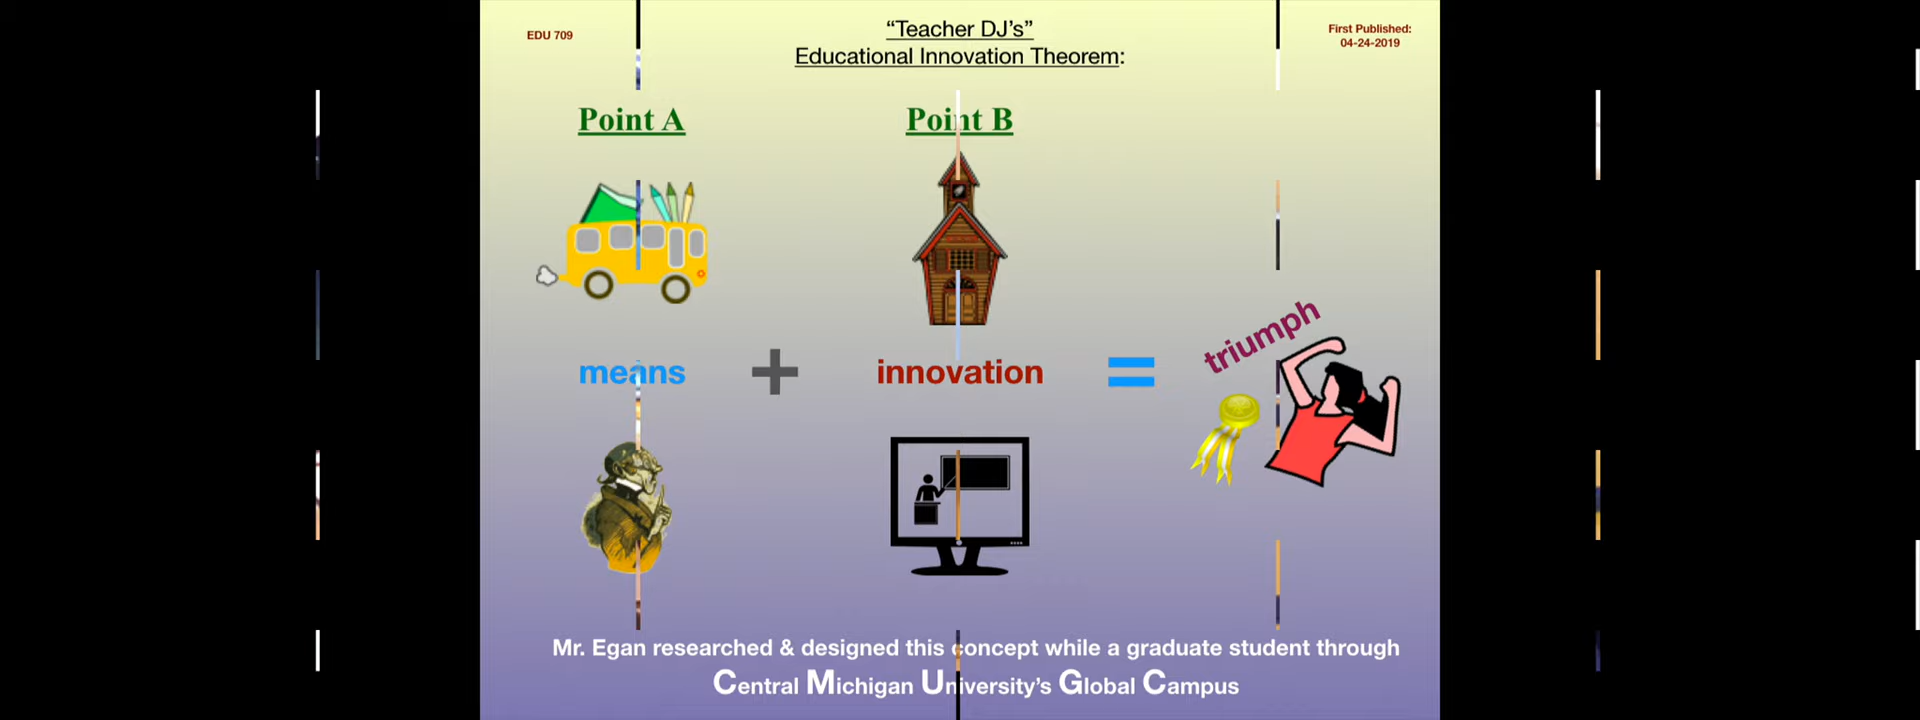 EDU 709
“Teacher DJ’s”
Educational Innovation Theorem:
First Published:
04-24-2019
Point A
Point B
means
+
innovation
=
triumph
Mr. Egan researched & designed this concept while a graduate student through
Central Michigan University’s Global Campus